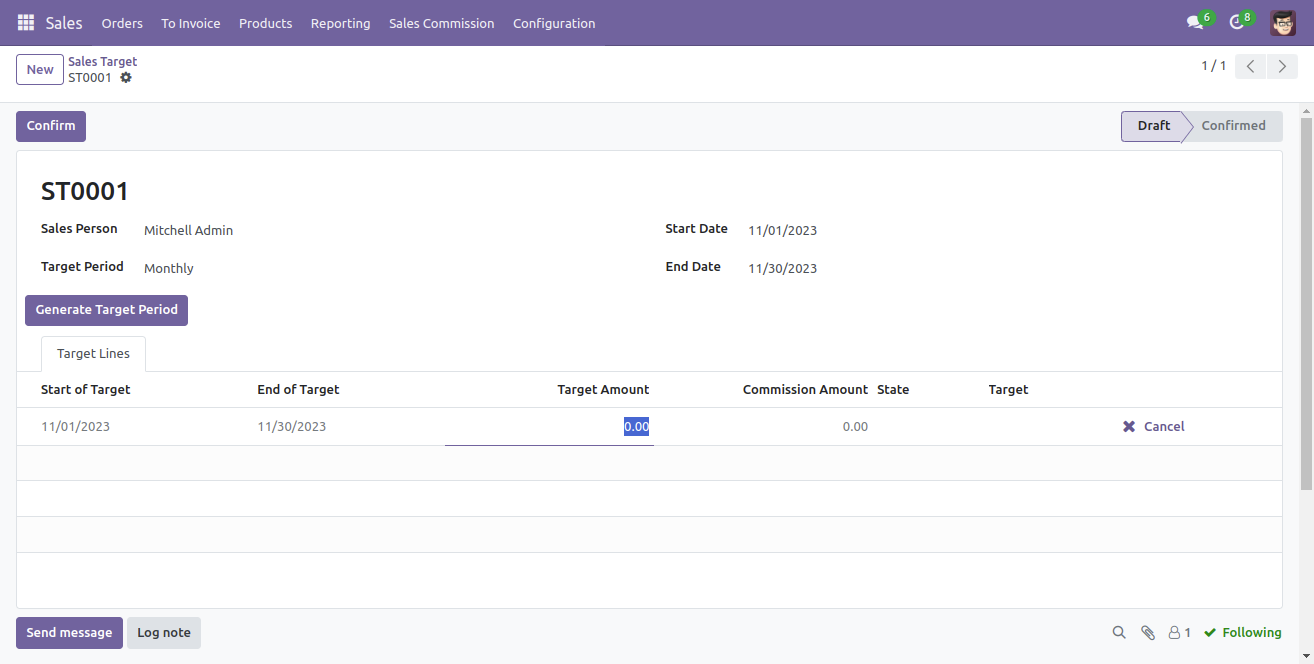 Sales Orders To Invoice Products Reporting Sales Commission Configuration 6 8
New Sales Target
ST0001 1 / 1
Confirm Draft Confirmed
ST0001
Sales Person Mitchell Admin Start Date 11/01/2023
Target Period Monthly End Date 11/30/2023
Generate Target Period
Target Lines
Start of Target End of Target Target Amount Commission Amount State Target
11/01/2023 11/30/2023 0.00 0.00 Cancel
Send message Log note 1 Following